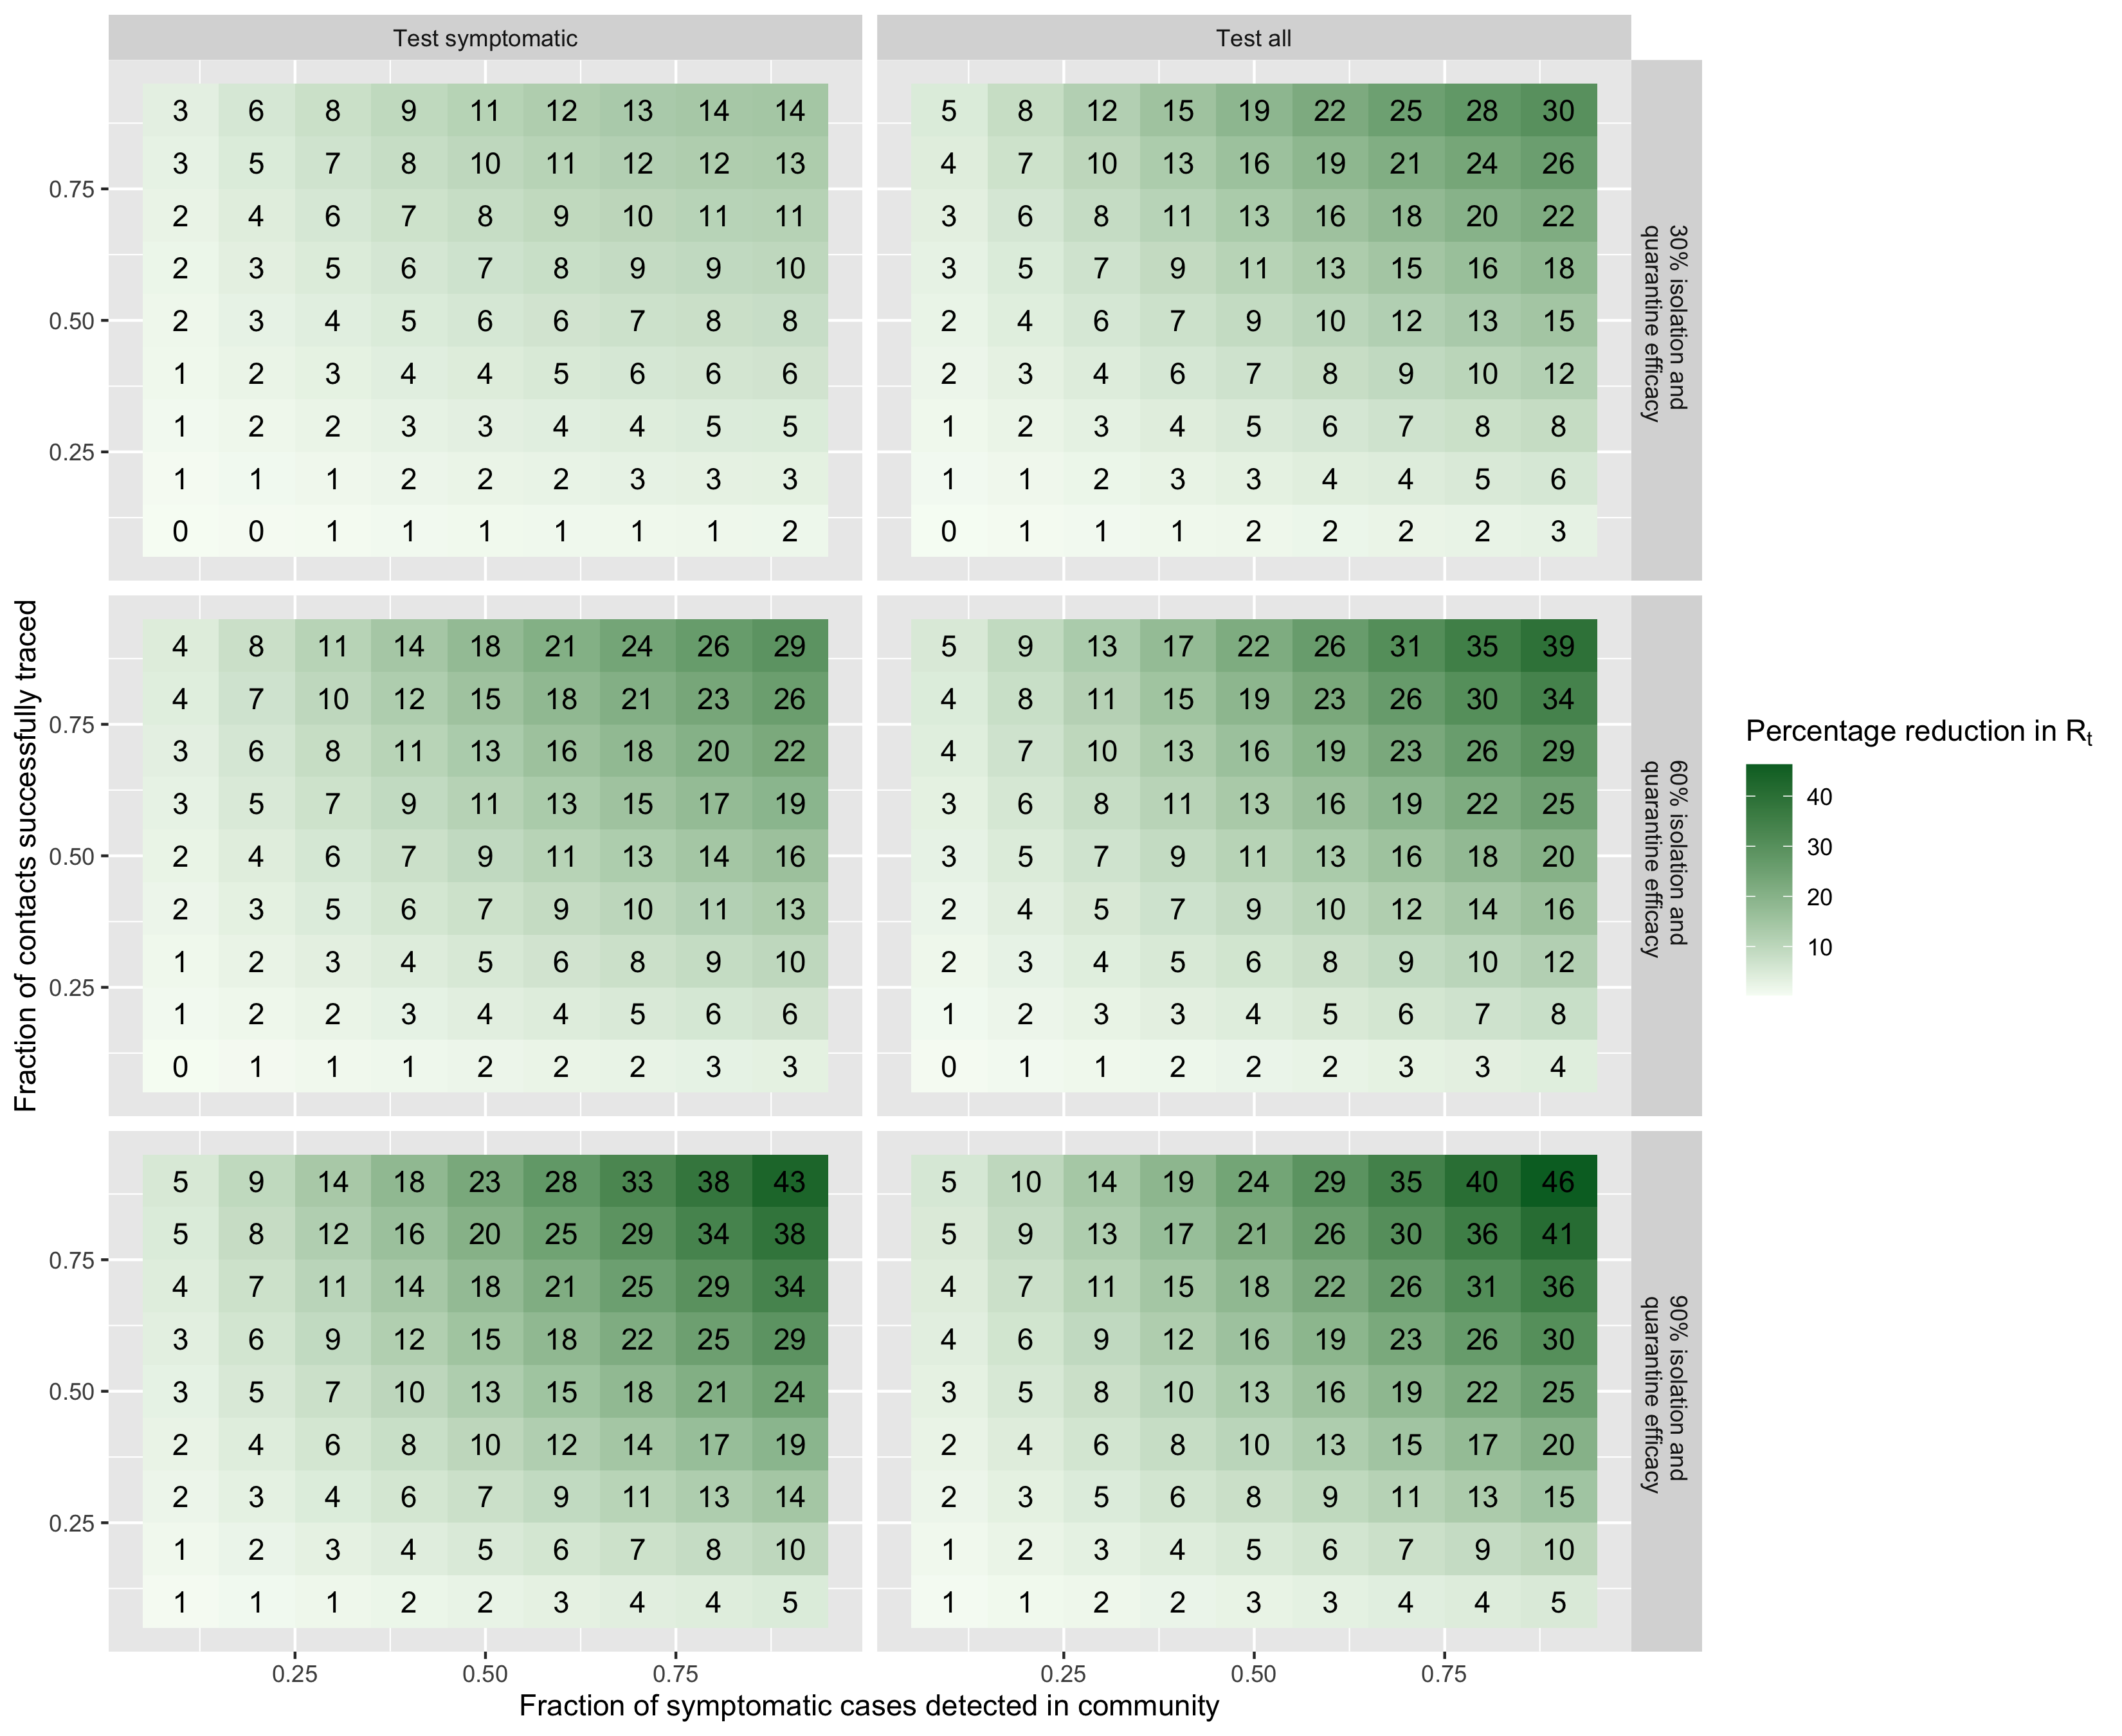 Test symptomatic
Test all
3 6 8 9 11 12 13 14 14
3 5 7 8 10 11 12 12 13
0.75
2 4 6 7 8 9 10 11 11
2 3 5 6 7 8 9 9 10
0.50
2 3 4 5 6 6 7 8 8
1 2 3 4 4 5 6 6 6
1 2 2 3 3 4 4 5 5
0.25
1 1 1 2 2 2 3 3 3
0 0 1 1 1 1 1 1 2
5 8 12 15 19 22 25 28 30
4 7 10 13 16 19 21 24 26
3 6 8 11 13 16 18 20 22
3 5 7 9 11 13 15 16 18
2 4 6 7 9 10 12 13 15
2 3 4 6 7 8 9 10 12
1 2 3 4 5 6 7 8 8
1 1 2 3 3 4 4 5 6
0 1 1 1 2 2 2 2 3
30% isolation and
quarantine efficacy
Fraction of contacts successfully traced
4 8 11 14 18 21 24 26 29
4 7 10 12 15 18 21 23 26
0.75
3 6 8 11 13 16 18 20 22
3 5 7 9 11 13 15 17 19
0.50
2 4 6 7 9 11 13 14 16
2 3 5 6 7 9 10 11 13
1 2 3 4 5 6 8 9 10
0.25
1 2 2 3 4 4 5 6 6
0 1 1 1 2 2 2 3 3
5 9 13 17 22 26 31 35 39
4 8 11 15 19 23 26 30 34
4 7 10 13 16 19 23 26 29
3 6 8 11 13 16 19 22 25
3 5 7 9 11 13 16 18 20
2 4 5 7 9 10 12 14 16
2 3 4 5 6 8 9 10 12
1 2 3 3 4 5 6 7 8
0 1 1 2 2 2 3 3 4
60% isolation and
quarantine efficacy
Percentage reduction in Rt
40
30
20
10
5 9 14 18 23 28 33 38 43
5 8 12 16 20 25 29 34 38
0.75
4 7 11 14 18 21 25 29 34
3 6 9 12 15 18 22 25 29
0.50
3 5 7 10 13 15 18 21 24
2 4 6 8 10 12 14 17 19
2 3 4 6 7 9 11 13 14
0.25
1 2 3 4 5 6 7 8 10
1 1 1 2 2 3 4 4 5
5 10 14 19 24 29 35 40 46
5 9 13 17 21 26 30 36 41
4 7 11 15 18 22 26 31 36
4 6 9 12 16 19 23 26 30
3 5 8 10 13 16 19 22 25
2 4 6 8 10 13 15 17 20
2 3 5 6 8 9 11 13 15
1 2 3 4 5 6 7 9 10
1 1 2 2 3 3 4 4 5
90% isolation and
quarantine efficacy
0.25 0.50 0.75
0.25 0.50 0.75
Fraction of symptomatic cases detected in community